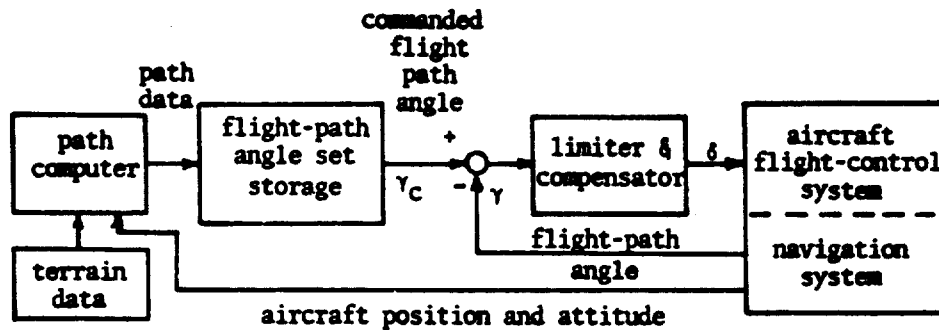 commanded
flight
path
angle
path
data
path
computer
flight-path
angle set
storage
+
-
γC
γ
limiter &
compensator
δ
aircraft
flight-control
system
navigation
system
flight-path
angle
terrain
data
aircraft position and attitude